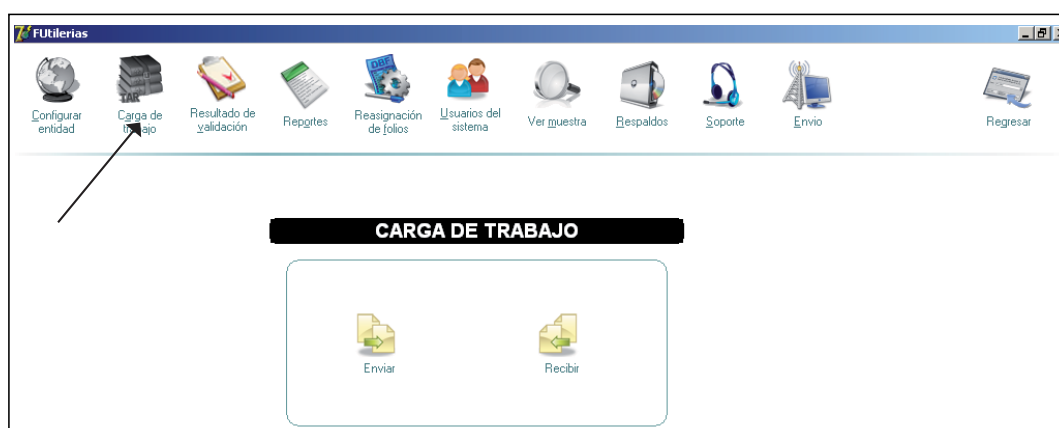 FUtilerias
Configurar
entidad
TAR
Carga de
trabajo
Resultado de
validación
Reportes
DBF
Reasignación
de folios
Usuarios del
sistema
Ver muestra
Respaldos
Soporte
Envio
Regresar
CARGA DE TRABAJO
Enviar
Recibir